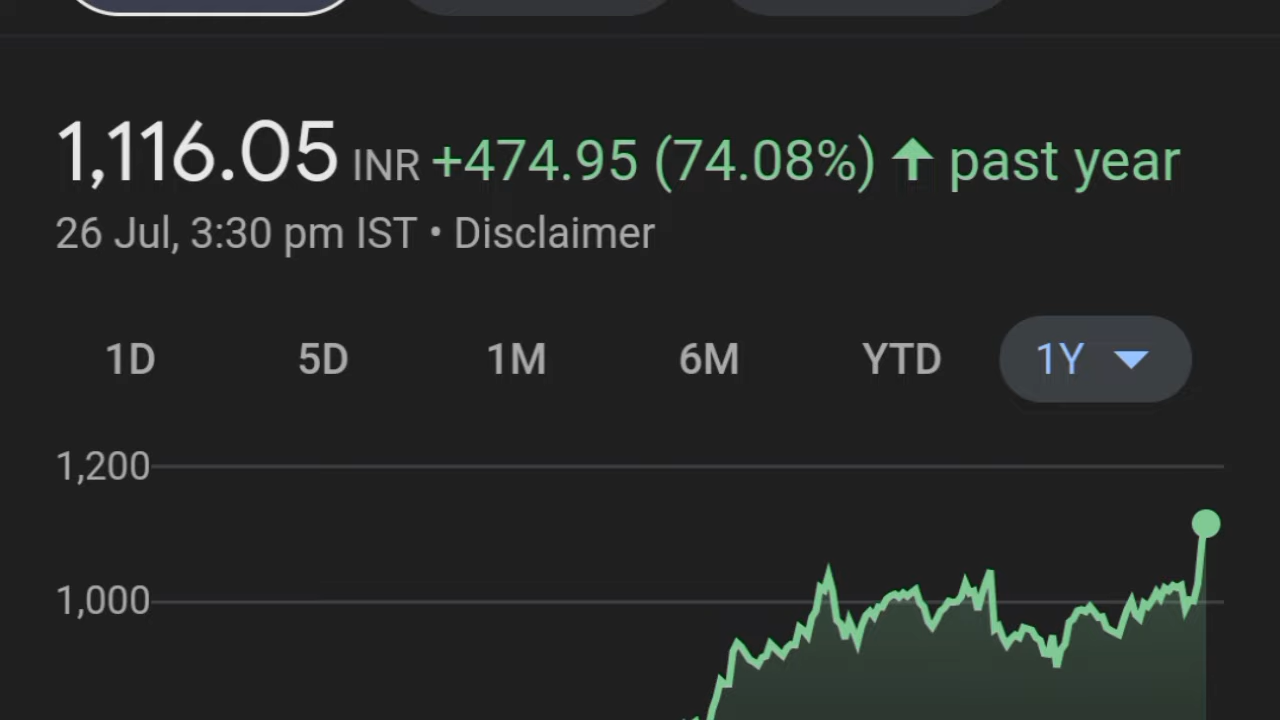 1,116.05 INR +474.95 (74.08%) ↑ past year
26 Jul, 3:30 pm IST • Disclaimer
1D 5D 1M 6M YTD 1Y
1,200
1,000